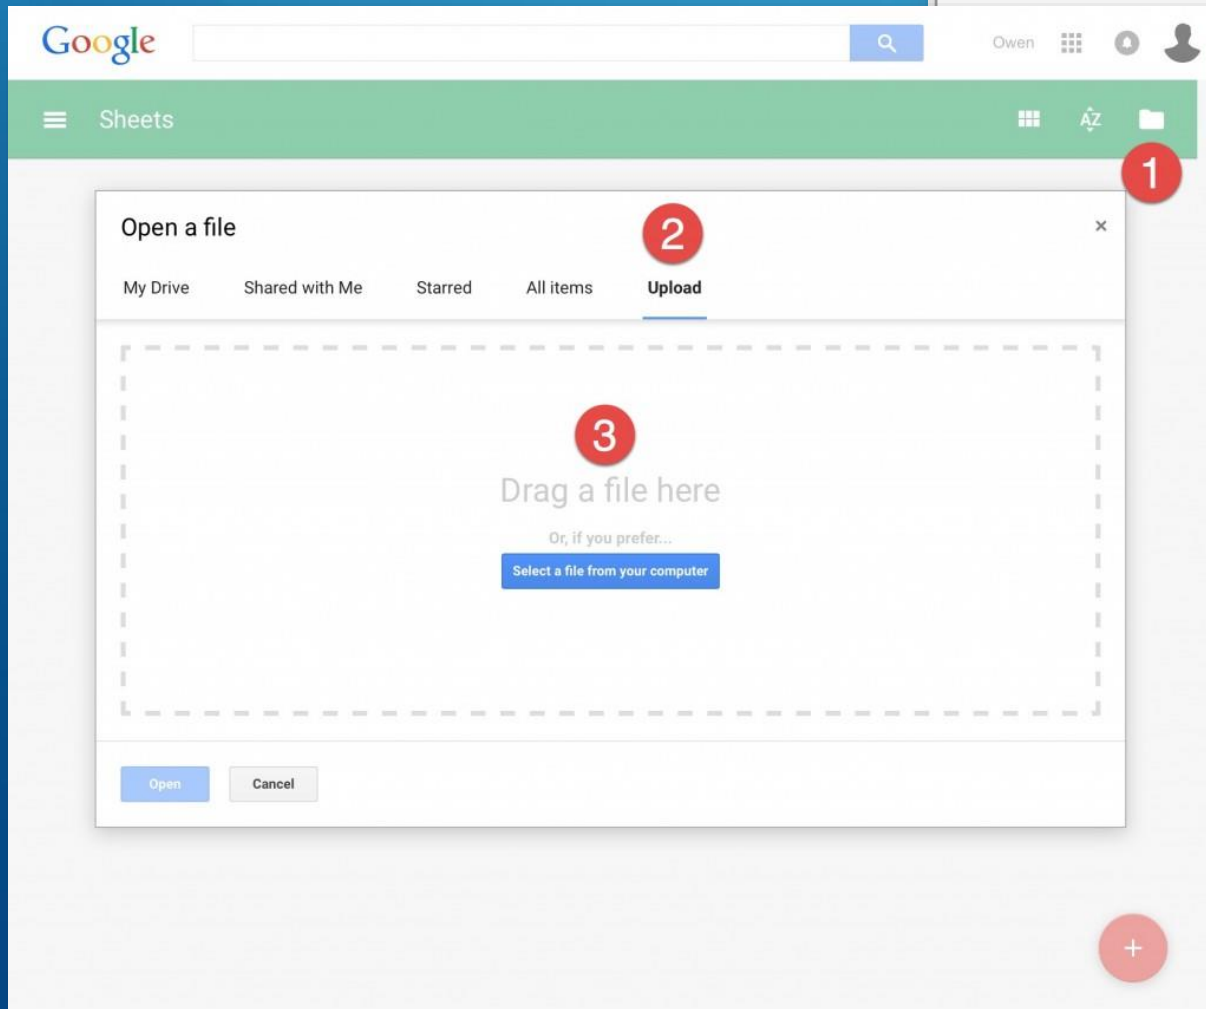 Google
Owen
Sheets
AZ
1
Open a file
2
×
My Drive Shared with Me Starred All items Upload
3
Drag a file here
Or, if you prefer...
Select a file from your computer
Open Cancel
+